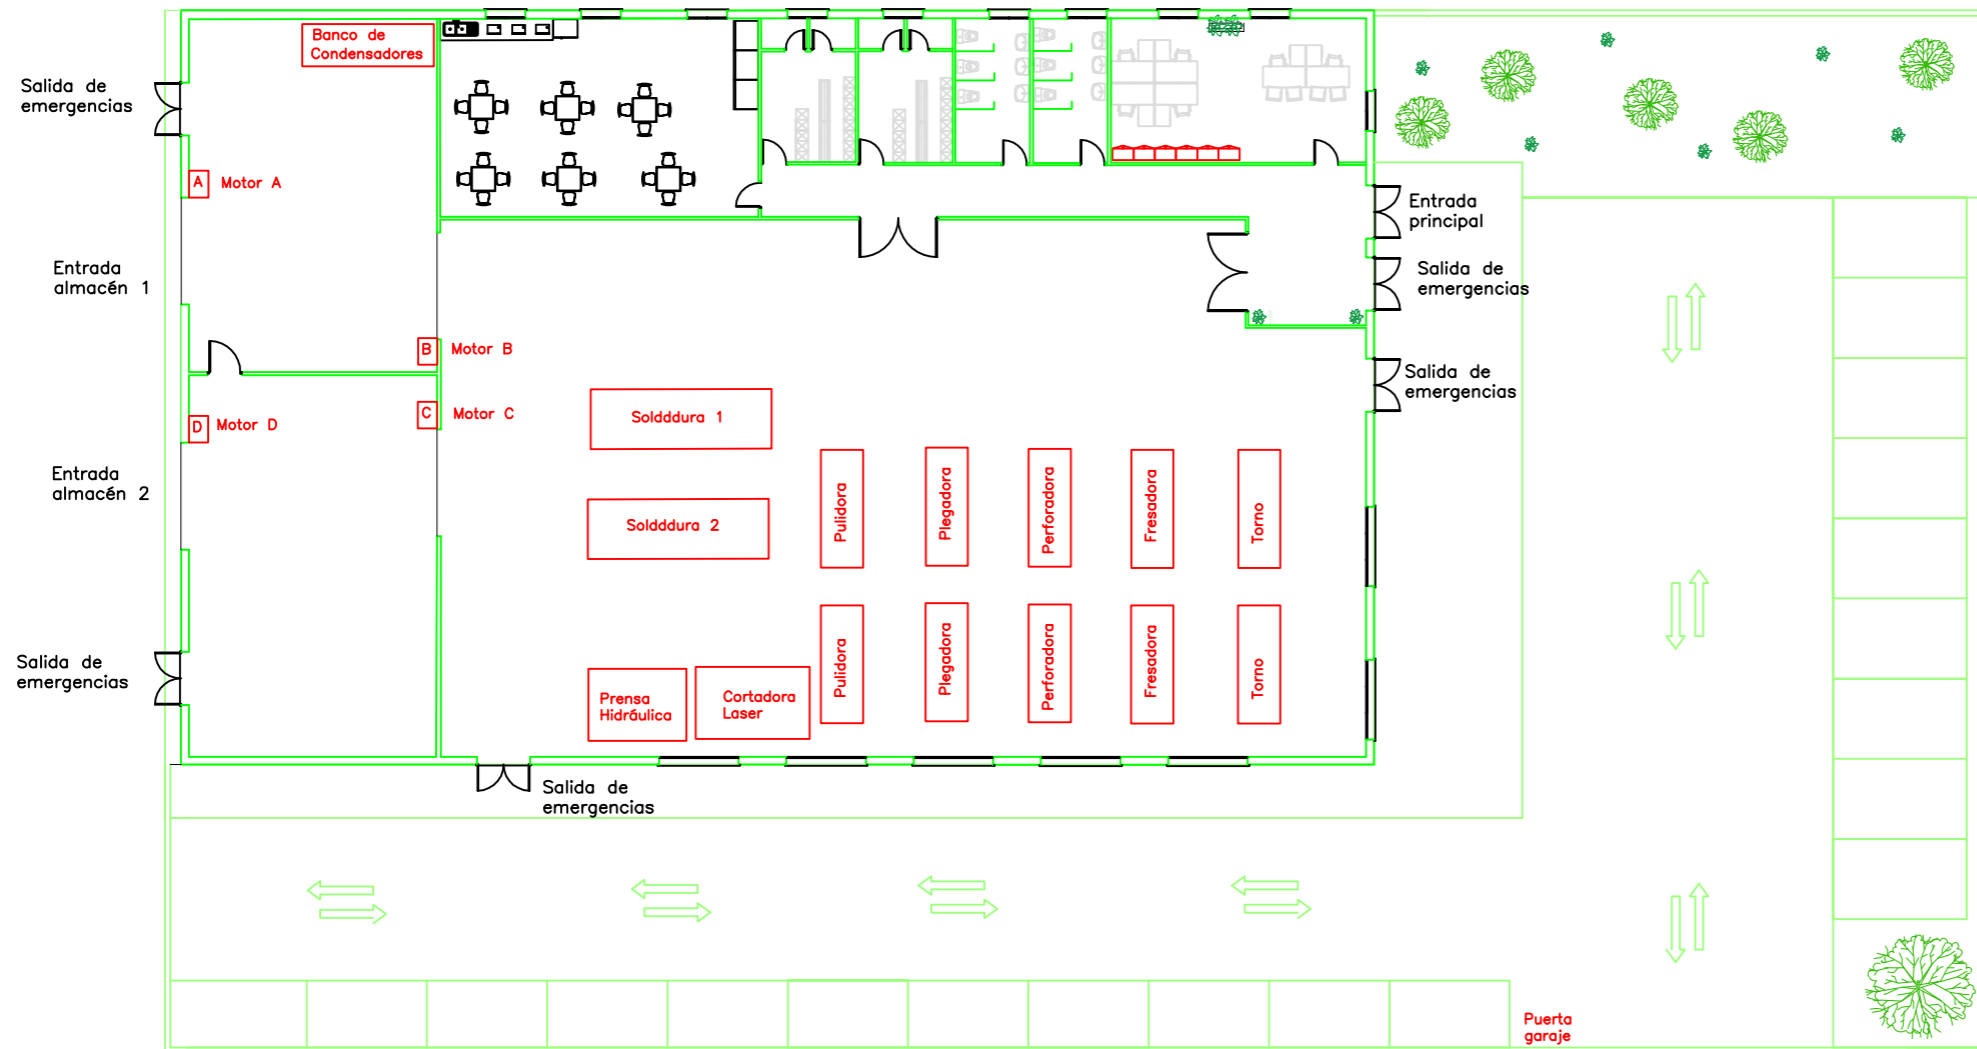 Banco de
Condensadores
Salida de
emergencias
A
Motor A
Entrada
principal
Entrada
almacén 1
Salida de
emergencias
B
Motor B
Salida de
emergencias
C
Motor C
D
Motor D
Soldddura 1
Entrada
almacén 2
Soldddura 2
Pulidora
Plegadora
Perforadora
Fresadora
Torno
Pulidora
Plegadora
Perforadora
Fresadora
Torno
Salida de
emergencias
Prensa
Hidráulica
Cortadora
Laser
Salida de
emergencias
Puerta
garaje